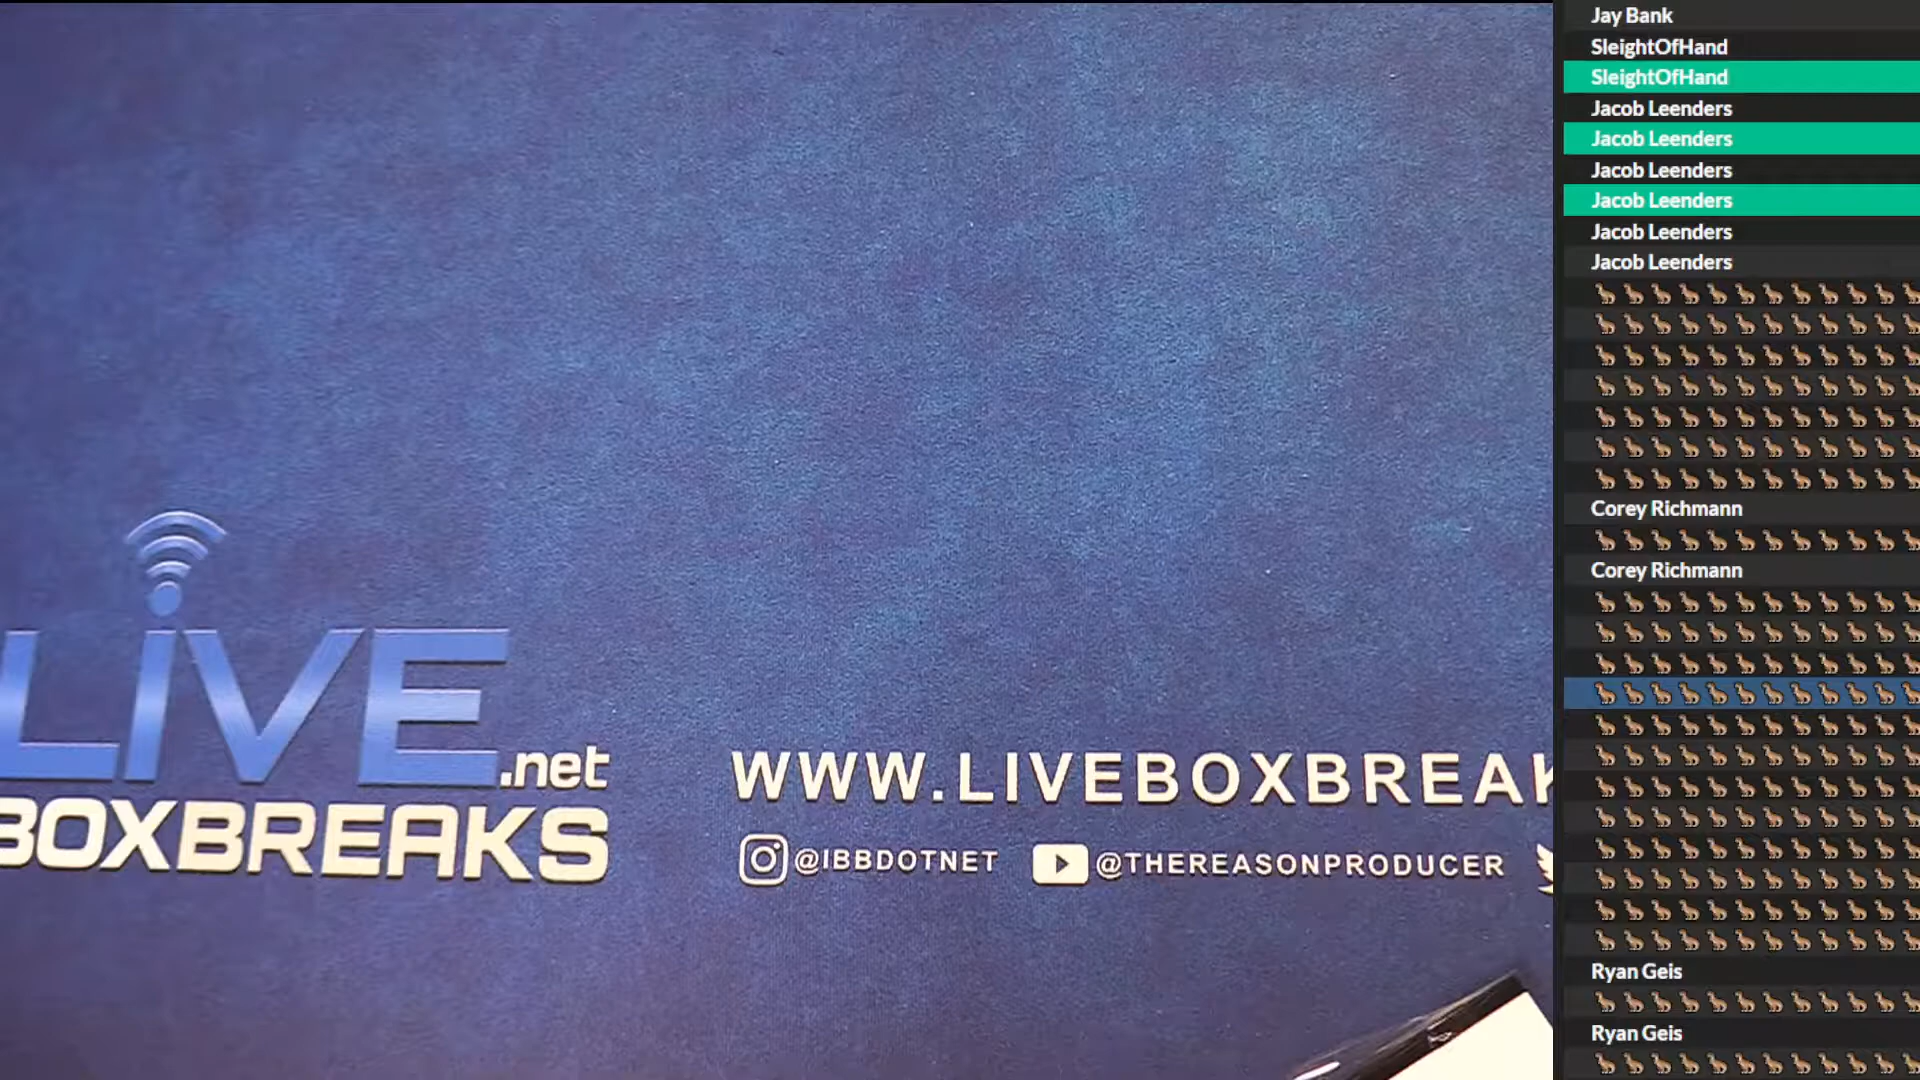 LIVE
.net
BOXBREAKS
WWW.LIVEBOXBREAK
@IBBDOTNET @THEREASONPRODUCER
Jay Bank
SleightOfHand
SleightOfHand
Jacob Leenders
Jacob Leenders
Jacob Leenders
Jacob Leenders
Jacob Leenders
Jacob Leenders
Corey Richmann
Corey Richmann
Ryan Geis
Ryan Geis